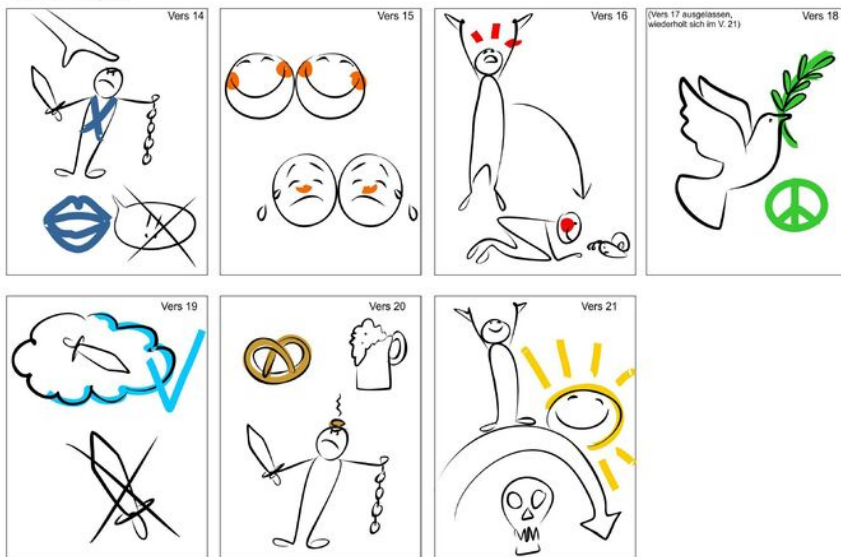 Vers 14
Vers 15
Vers 16
(Vers 17 ausgelassen,
wiederholt sich im V. 21)
Vers 18
Vers 19
Vers 20
Vers 21